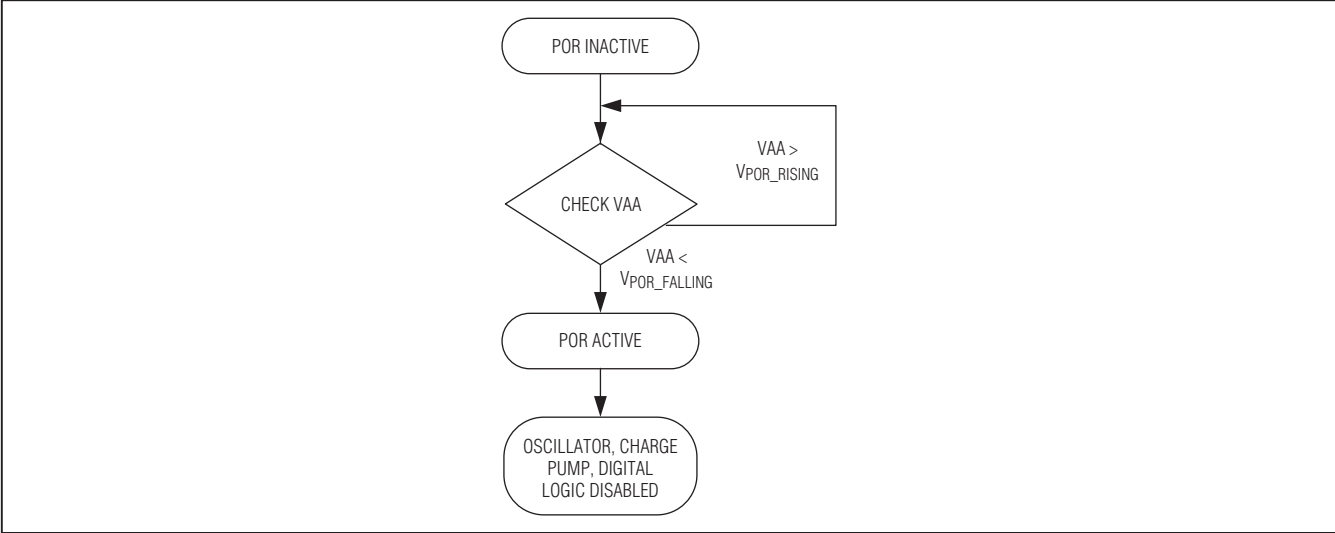 POR INACTIVE
VAA >
VPOR_RISING
CHECK VAA
VAA <
VPOR_FALLING
POR ACTIVE
OSCILLATOR, CHARGE
PUMP, DIGITAL
LOGIC DISABLED